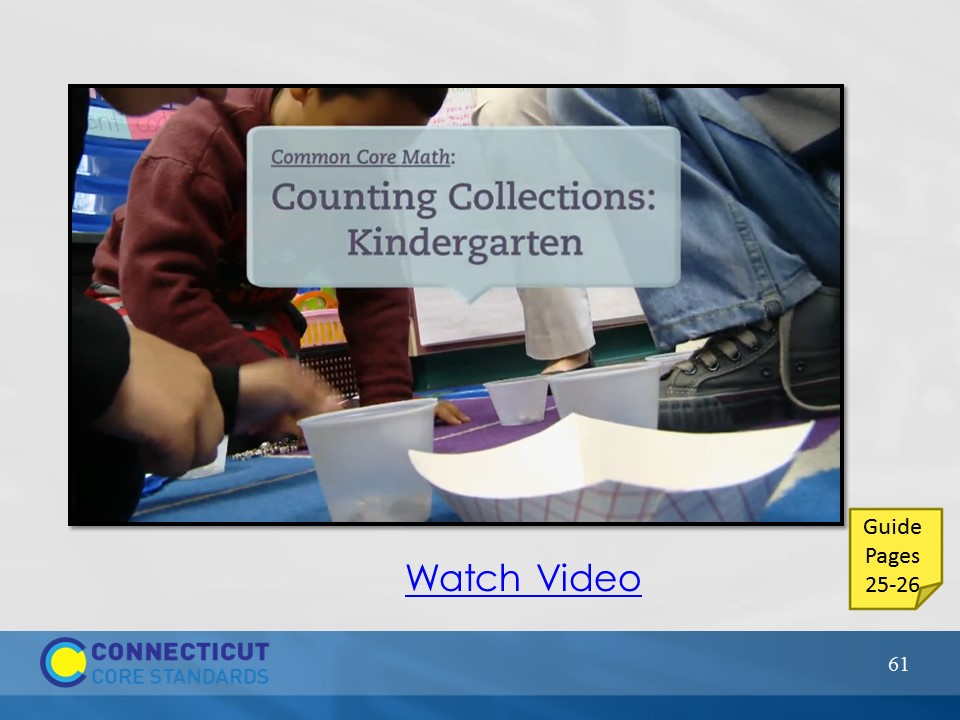 Common Core Math:
Counting Collections:
Kindergarten
Guide
Pages
25-26
Watch Video
CONNECTICUT
CORE STANDARDS
61